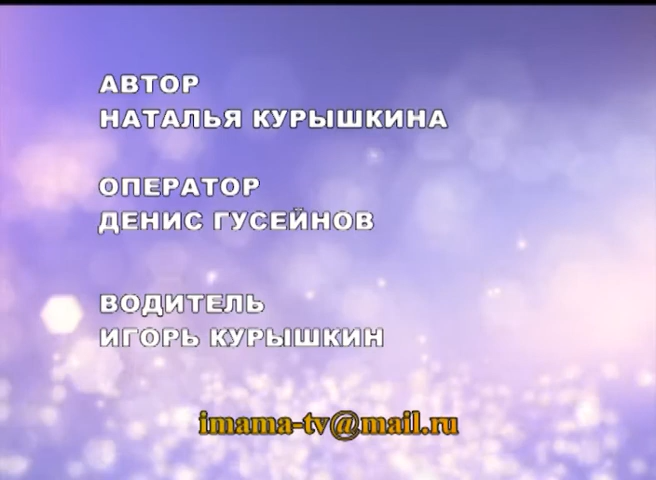 АВТОР
НАТАЛЬЯ КУРЫШКИНА
ОПЕРАТОР
ДЕНИС ГУСЕЙНОВ
ВОДИТЕЛЬ
ИГОРЬ КУРЫШКИН
imama-tv@mail.ru